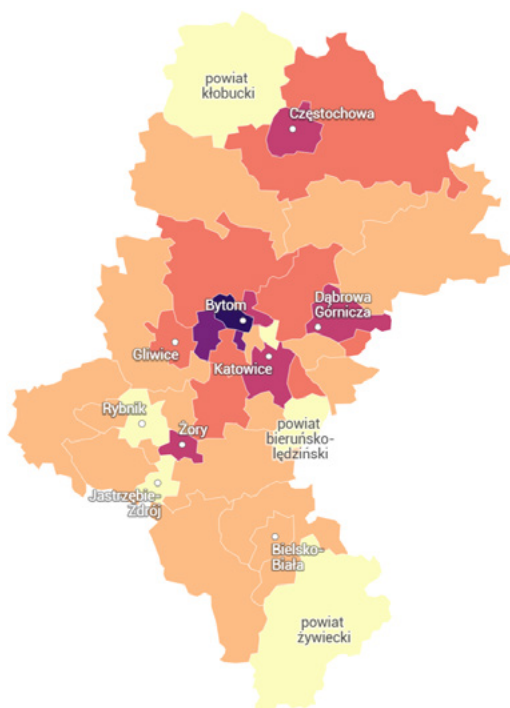 powiat
kłobucki
Częstochowa
Bytom
Dąbrowa
Górnicza
Gliwice
Katowice
Rybnik
Żory
powiat
bieruńsko-
lędziński
Jastrzębie-
Zdrój
Bielsko-
Biała
powiat
żywiecki